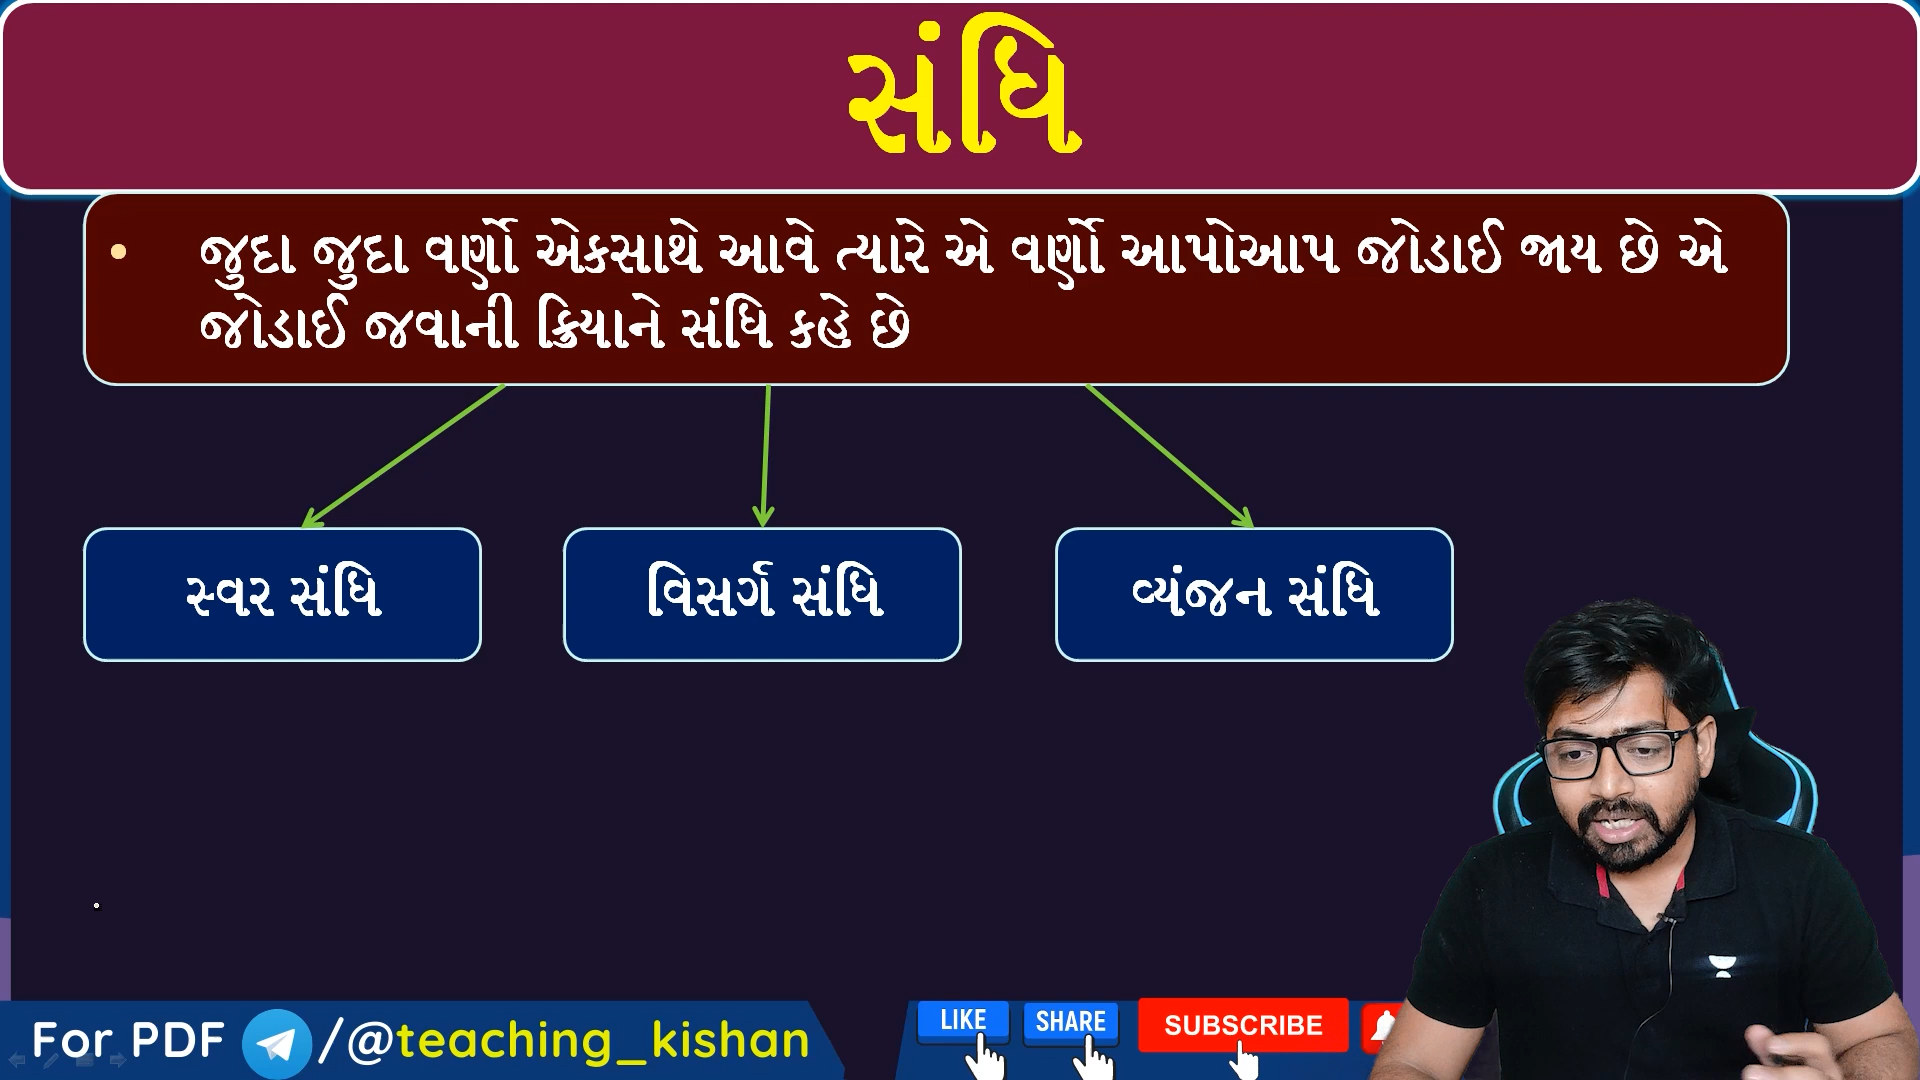 સંધિ
• જુદા જુદા વર્ણો એકસાથે આવે ત્યારે એ વર્ણો આપોઆપ જોડાઈ જાય છે એ
જોડાઈ જવાની ક્રિયાને સંધિ કહે છે
સ્વર સંધિ
વિસર્ગ સંધિ
વ્યંજન સંધિ
For PDF /@teaching_kishan
LIKE
SHARE
SUBSCRIBE